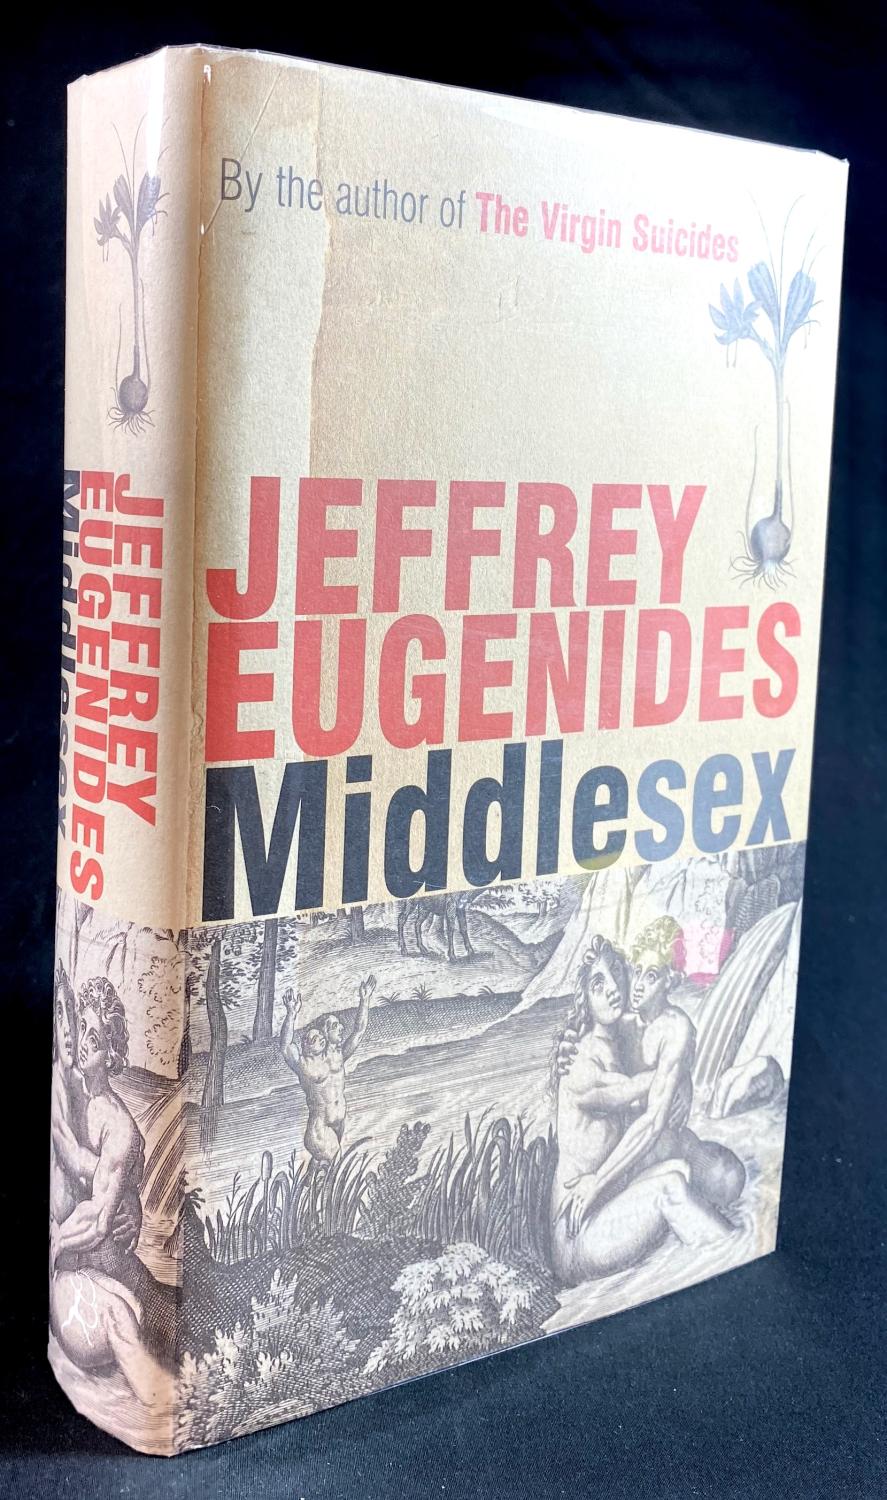 By the author of The Virgin Suicides
JEFFREY
EUGENIDES
Middlesex
JEFFREY
EUGENIDES
Middlesex